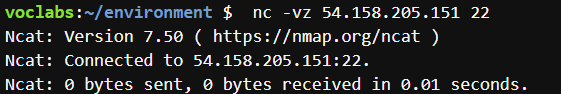 voclabs:~/environment $  nc -vz 54.158.205.151 22
Ncat: Version 7.50 ( https://nmap.org/ncat )
Ncat: Connected to 54.158.205.151:22.
Ncat: 0 bytes sent, 0 bytes received in 0.01 seconds.